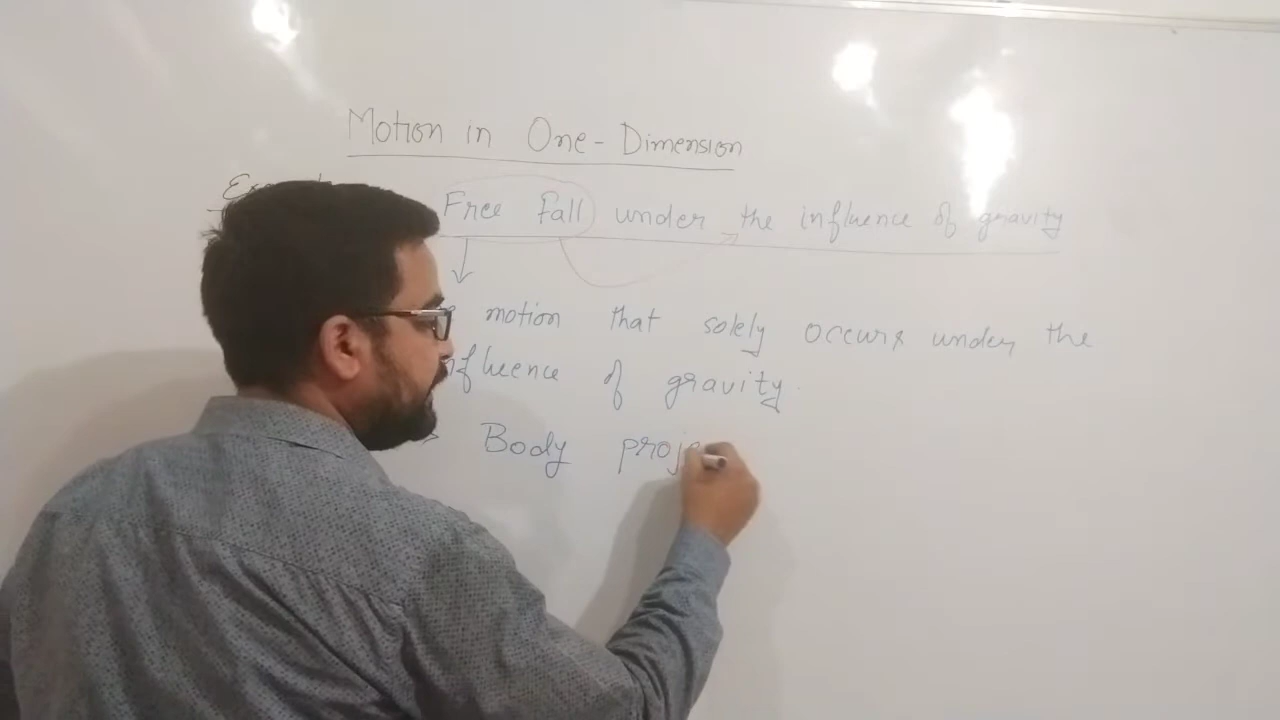 Motion in One-Dimension
Free fall under the influence of gravity
motion that solely occurs under the
of gravity.
Body